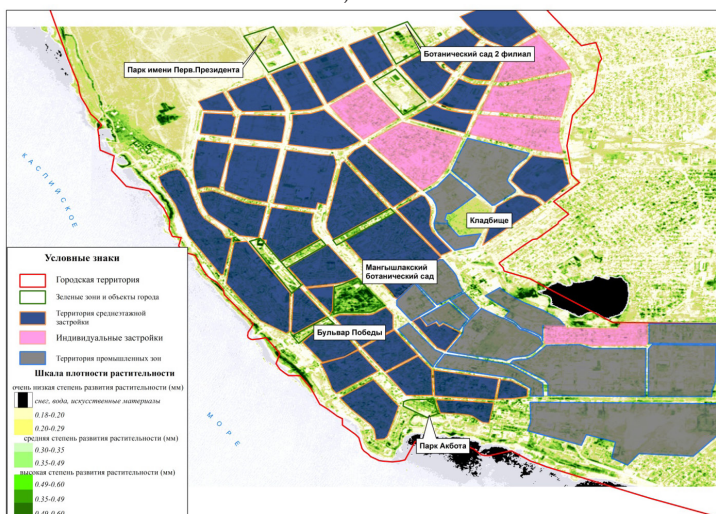 Парк имени Перв.Президента
Ботанический сад 2 филиал
КАСПИЙСКОЕ
Кладбище
Мангышлакский
ботанический сад
Бульвар Победы
Парк Акбота
МОРЕ
Условные знаки
Городская территория
Зеленые зоны и объекты города
Территория среднеэтажной
застройки
Индивидуальные застройки
Территория промышленных зон
Шкала плотности растительности
очень низкая степень развития растительности (мм)
снег, вода, искусственные материалы
0.18-0.20
0.20-0.29
средняя степень развития растительности (мм)
0.30-0.35
0.35-0.49
высокая степень развития растительности (мм)
0.49-0.60
0.35-0.49
0.49-0.60